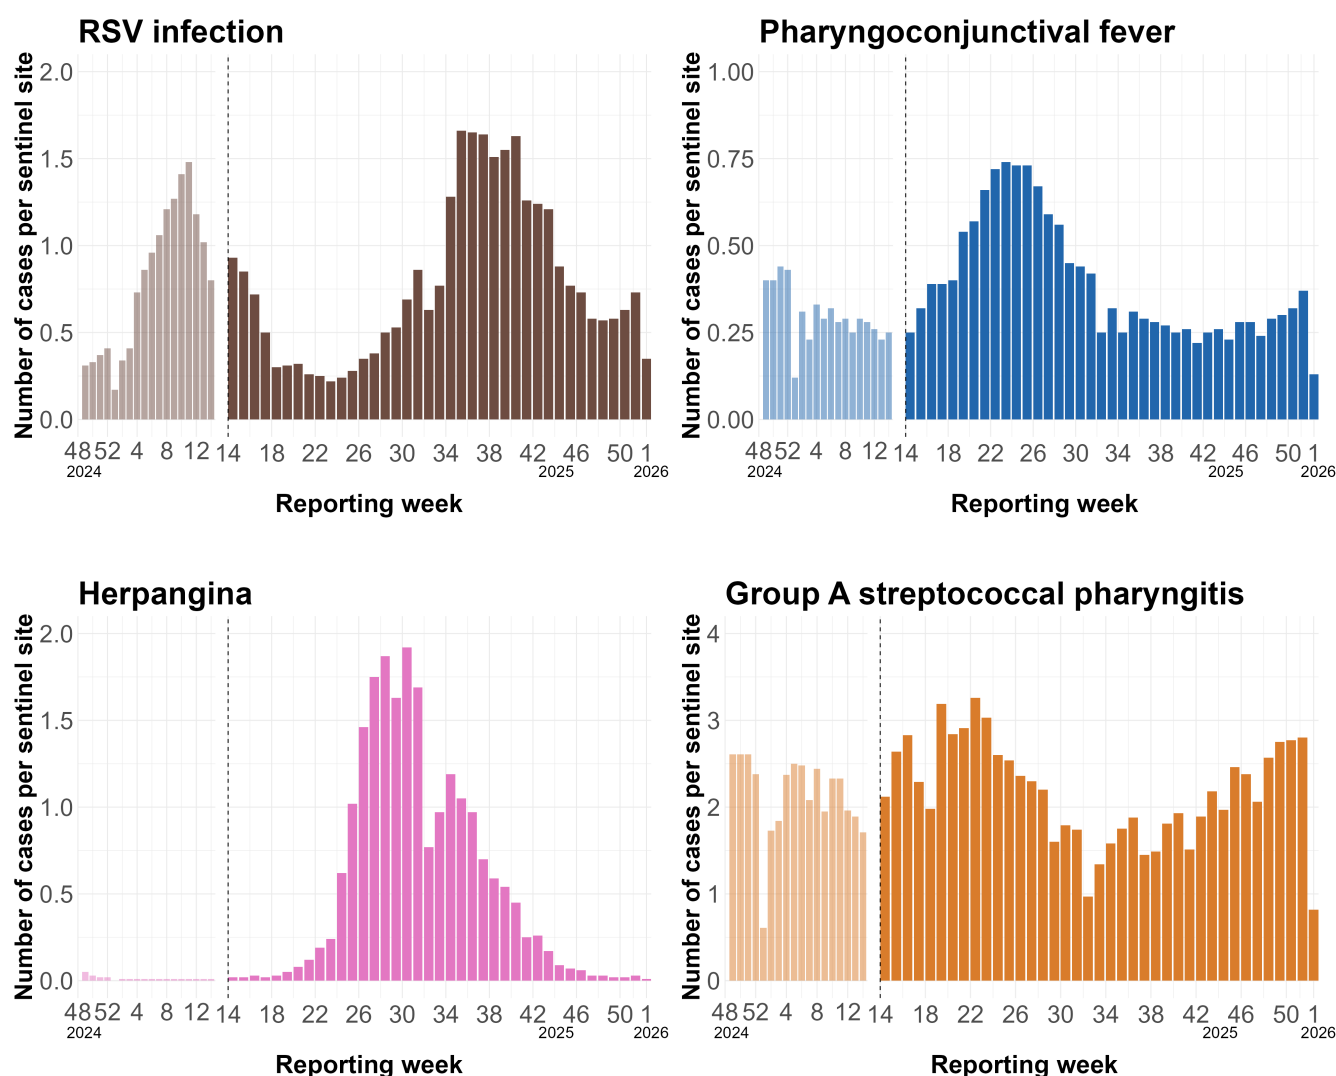 RSV infection
Number of cases per sentinel site
2.0
1.5
1.0
0.5
0.0
48 52 4 8 12 14 18 22 26 30 34 38 42 46 50 1
2024 2025 2026
Reporting week
Pharyngoconjunctival fever
Number of cases per sentinel site
1.00
0.75
0.50
0.25
0.00
48 52 4 8 12 14 18 22 26 30 34 38 42 46 50 1
2024 2025 2026
Reporting week
Herpangina
Number of cases per sentinel site
2.0
1.5
1.0
0.5
0.0
48 52 4 8 12 14 18 22 26 30 34 38 42 46 50 1
2024 2025 2026
Reporting week
Group A streptococcal pharyngitis
Number of cases per sentinel site
4
3
2
1
0
48 52 4 8 12 14 18 22 26 30 34 38 42 46 50 1
2024 2025 2026
Reporting week